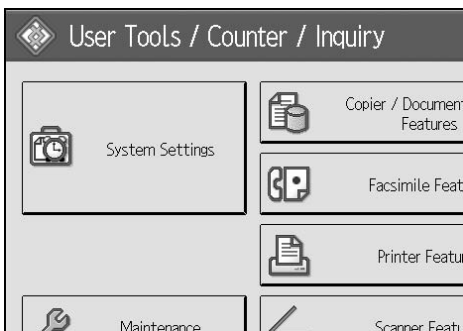 User Tools / Counter / Inquiry
System Settings
Copier / Document
Features
Facsimile Feat
Printer Featu
Maintenance
Scanner Featu